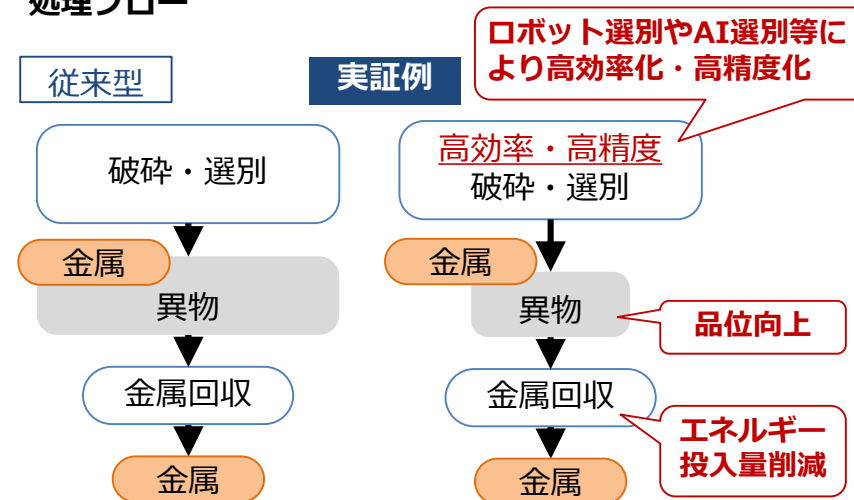 処理フロー
従来型
実証例
ロボット選別やAI選別等に
より高効率化・高精度化
破砕・選別
金属
異物
金属回収
金属
高効率・高精度
破砕・選別
金属
異物
品位向上
金属回収
エネルギー
投入量削減
金属